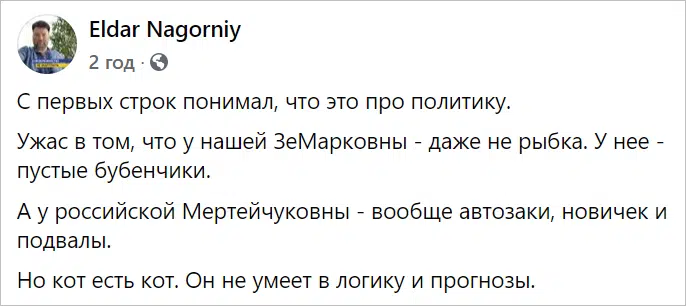 Eldar Nagorniy
2 год ·
С первых строк понимал, что это про политику.
Ужас в том, что у нашей ЗеМарковны - даже не рыбка. У нее -
пустые бубенчики.
А у российской Мертейчуковны - вообще автозаки, новичек и
подвалы.
Но кот есть кот. Он не умеет в логику и прогнозы.